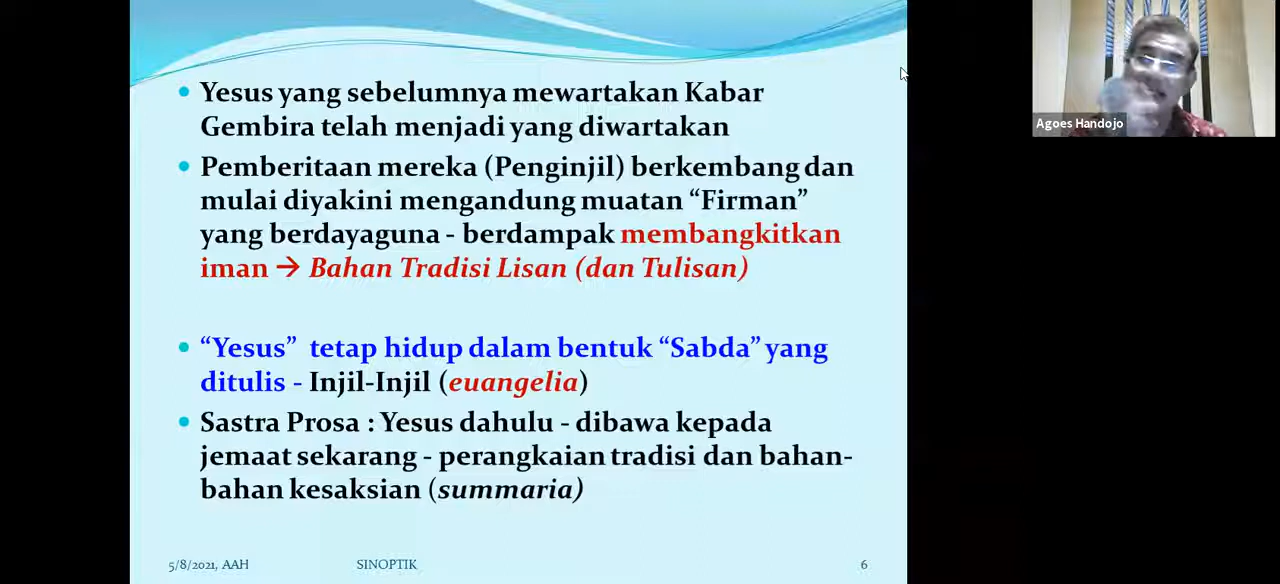 Yesus yang sebelumnya mewartakan Kabar
Gembira telah menjadi yang diwartakan
Pemberitaan mereka (Penginjil) berkembang dan
mulai diyakini mengandung muatan “Firman”
yang berdayaguna - berdampak membangkitkan
iman → Bahan Tradisi Lisan (dan Tulisan)
“Yesus” tetap hidup dalam bentuk “Sabda” yang
ditulis - Injil-Injil (euangelia)
Sastra Prosa : Yesus dahulu - dibawa kepada
jemaat sekarang - perangkaian tradisi dan bahan-
bahan kesaksian (summaria)
5/8/2021, AAH SINOPTIK 6
Agoes Handojo